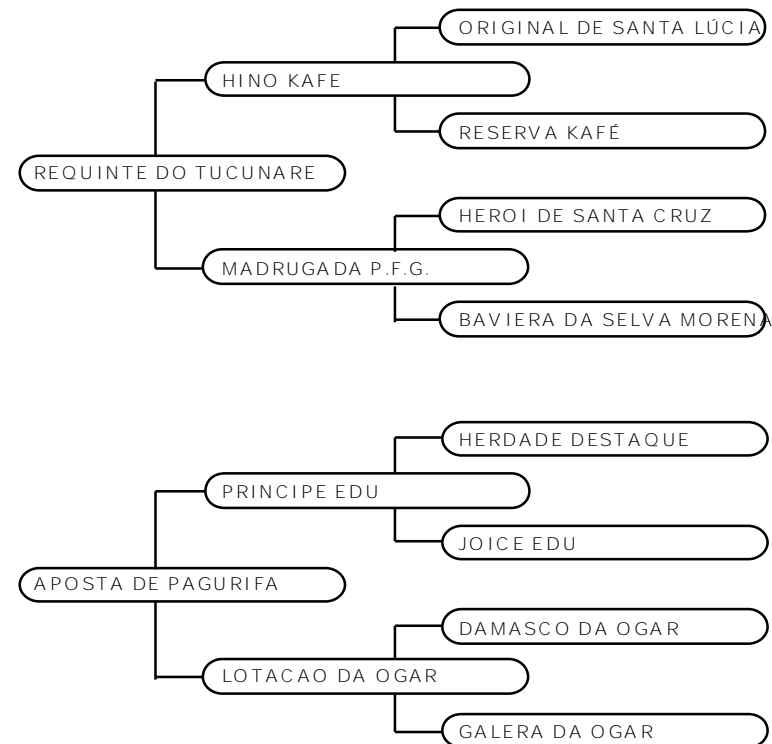 ORIGINAL DE SANTA LÚCIA
HINO KAFE
RESERVA KAFÉ
REQUINTE DO TUCUNARE
HEROI DE SANTA CRUZ
MADRUGADA P.F.G.
BAVIERA DA SELVA MORENA
HERDADE DESTAQUE
PRINCIPE EDU
JOICE EDU
APOSTA DE PAGURIFA
DAMASCO DA OGAR
LOTACAO DA OGAR
GALERA DA OGAR